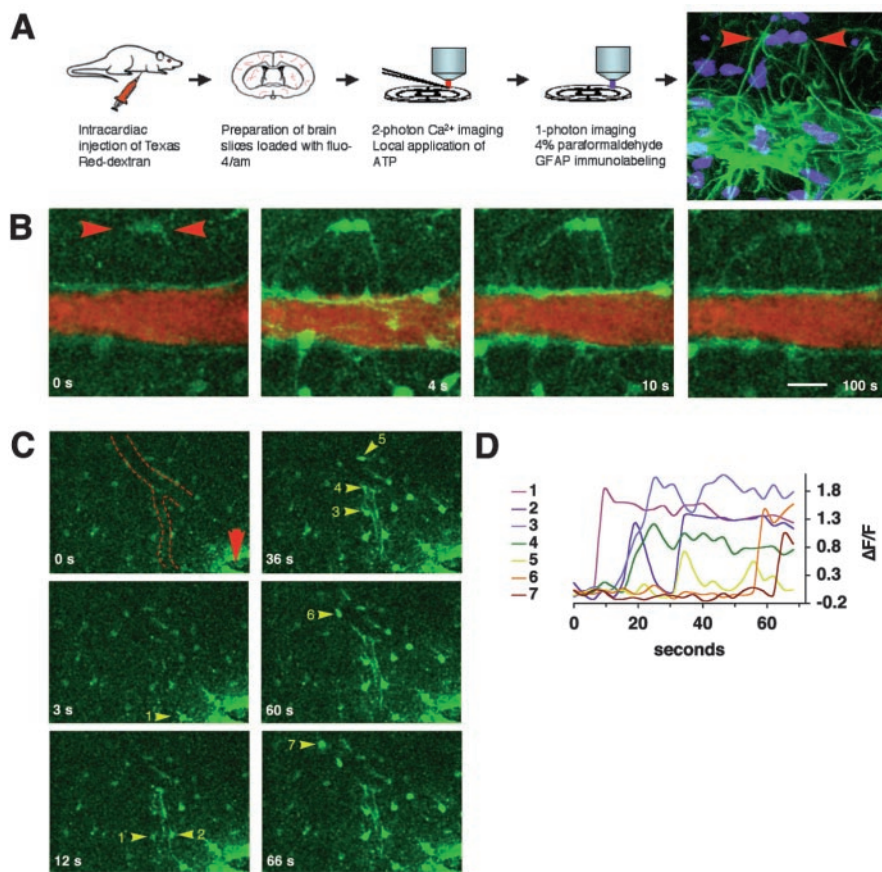 A
Intracardiac
injection of Texas
Red-dextran
Preparation of brain
slices loaded with fluo-
4/am
2-photon Ca²⁺ imaging
Local application of
ATP
1-photon imaging
4% paraformaldehyde
GFAP immunolabeling
B
0 s
4 s
10 s
100 s
C
0 s
5
4
3
36 s
1
3 s
6
60 s
1
2
12 s
7
66 s
D
1
2
3
4
5
6
7
1.8
1.3
0.8
0.3
-0.2
ΔF/F
0
20
40
60
seconds